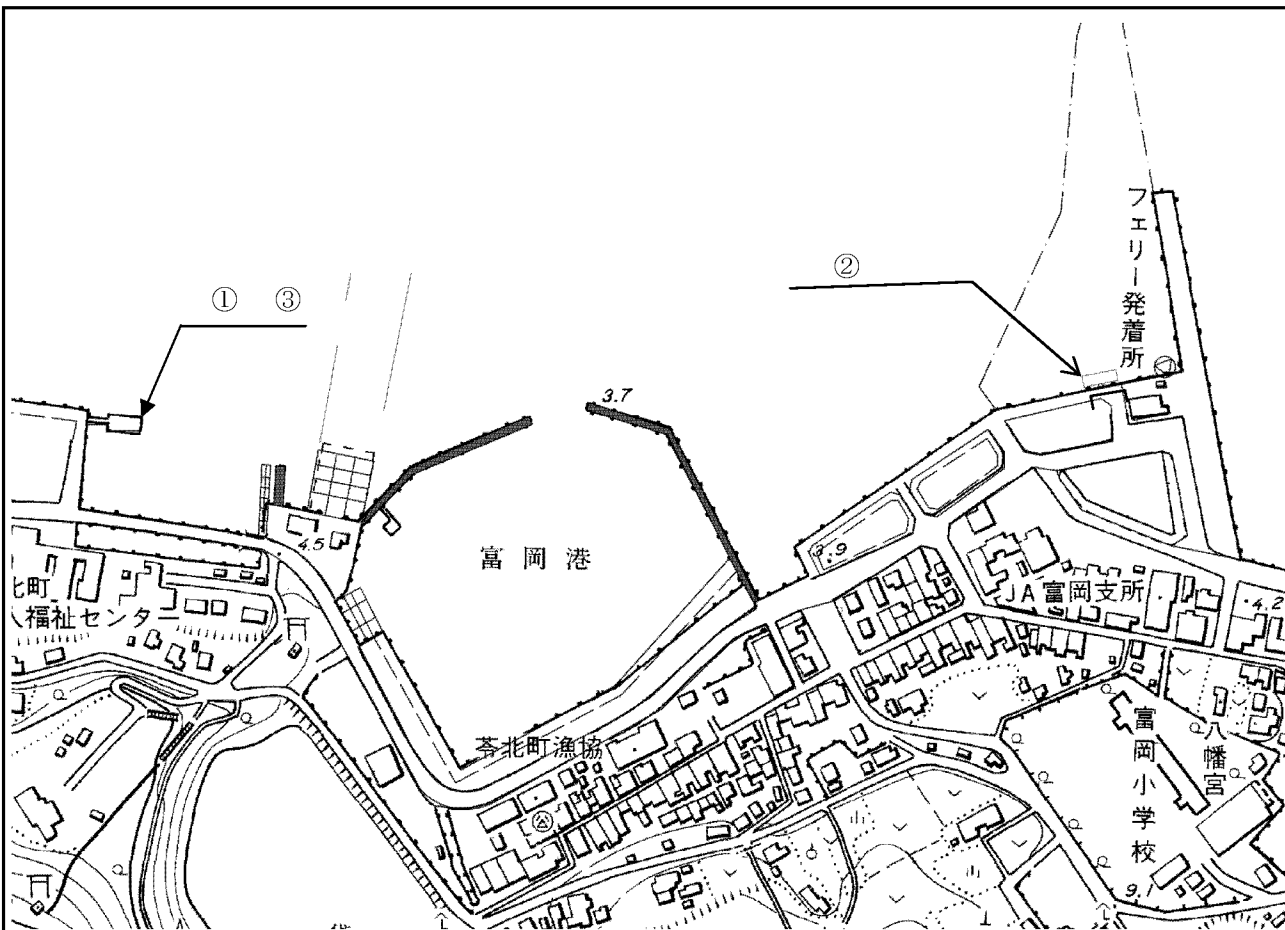 フェリー発着所
②
① ③
3.7
富岡港
4.5
3.9
JA富岡支所
4.2
北町
人福祉センター
苓北町漁協
富岡小学校
八幡宮
9.1